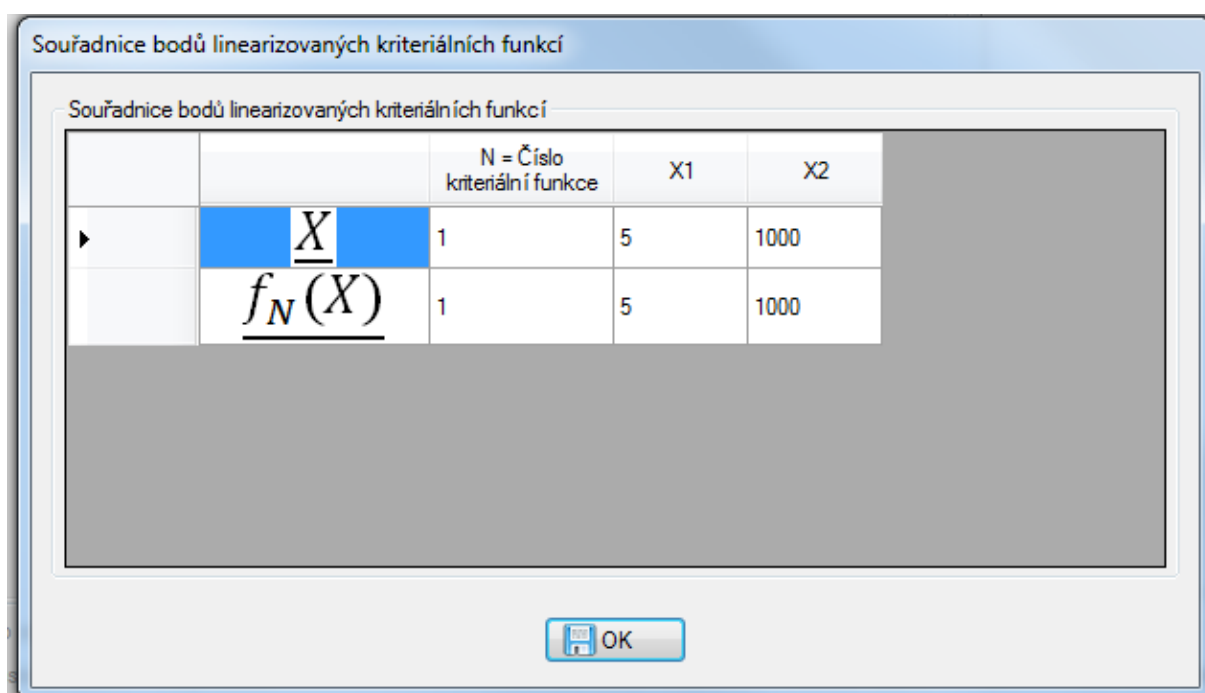 Souřadnice bodů linearizovaných kriteriálních funkcí
Souřadnice bodů linearizovaných kriteriálních funkcí
N = Číslo
kriteriální funkce
X1
X2
X
1
5
1000
f_N(X)
1
5
1000
OK